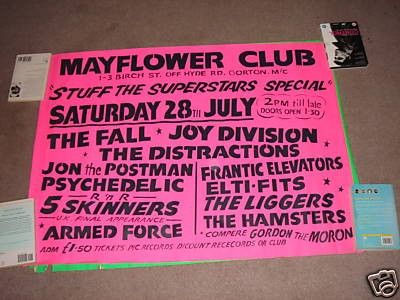 MAYFLOWER CLUB
1-3 BIRCH ST. OFF HYDE RD. GORTON. M/C
"STUFF THE SUPERSTARS SPECIAL"
SATURDAY 28TH JULY
2PM till late
DOORS OPEN 1·30
THE FALL * JOY DIVISION
* THE DISTRACTIONS *
JON the POSTMAN
PSYCHEDELIC
R'n'R
5 SKINNERS
U.K. FINAL APPEARANCE
* ARMED FORCE
FRANTIC ELEVATORS
ELTI-FITS
THE LIGGERS
THE HAMSTERS
* COMPERE GORDON THE MORON
ADM £1·50 TICKETS PIC RECORDS DICOUNT RECECORDS OR CLUB